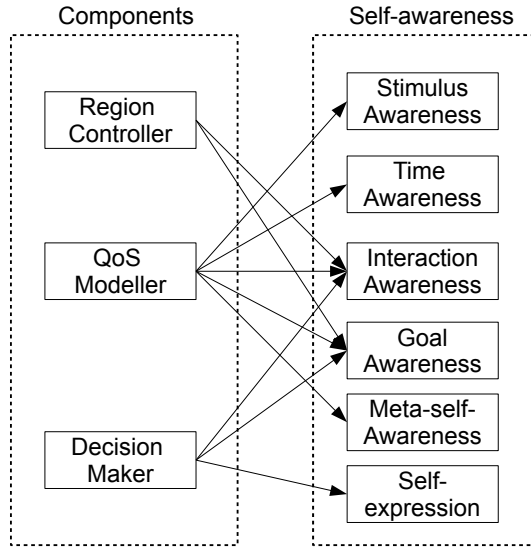 Components
Self-awareness
Region
Controller
QoS
Modeller
Decision
Maker
Stimulus
Awareness
Time
Awareness
Interaction
Awareness
Goal
Awareness
Meta-self-
Awareness
Self-
expression